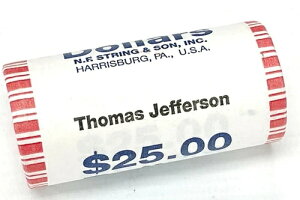 Dollars
N.F. STRING & SON, INC.
HARRISBURG, PA., U.S.A.
Thomas Jefferson
$25.00